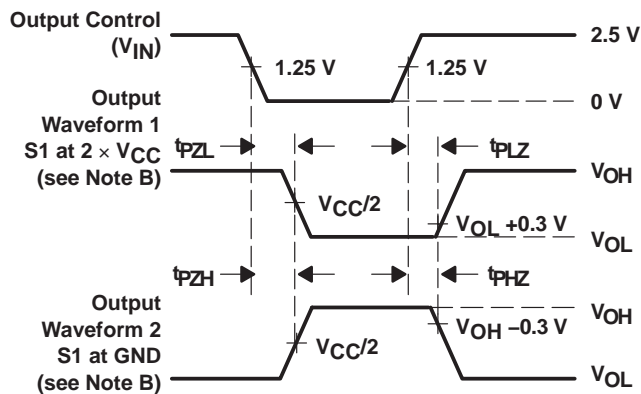 Output Control
(VIN)
2.5 V
1.25 V
1.25 V
0 V
Output
Waveform 1
S1 at 2 × VCC
(see Note B)
tPZL
tPLZ
VOH
VCC/2
VOL +0.3 V
VOL
tPZH
tPHZ
Output
Waveform 2
S1 at GND
(see Note B)
VOH
VOH −0.3 V
VCC/2
VOL